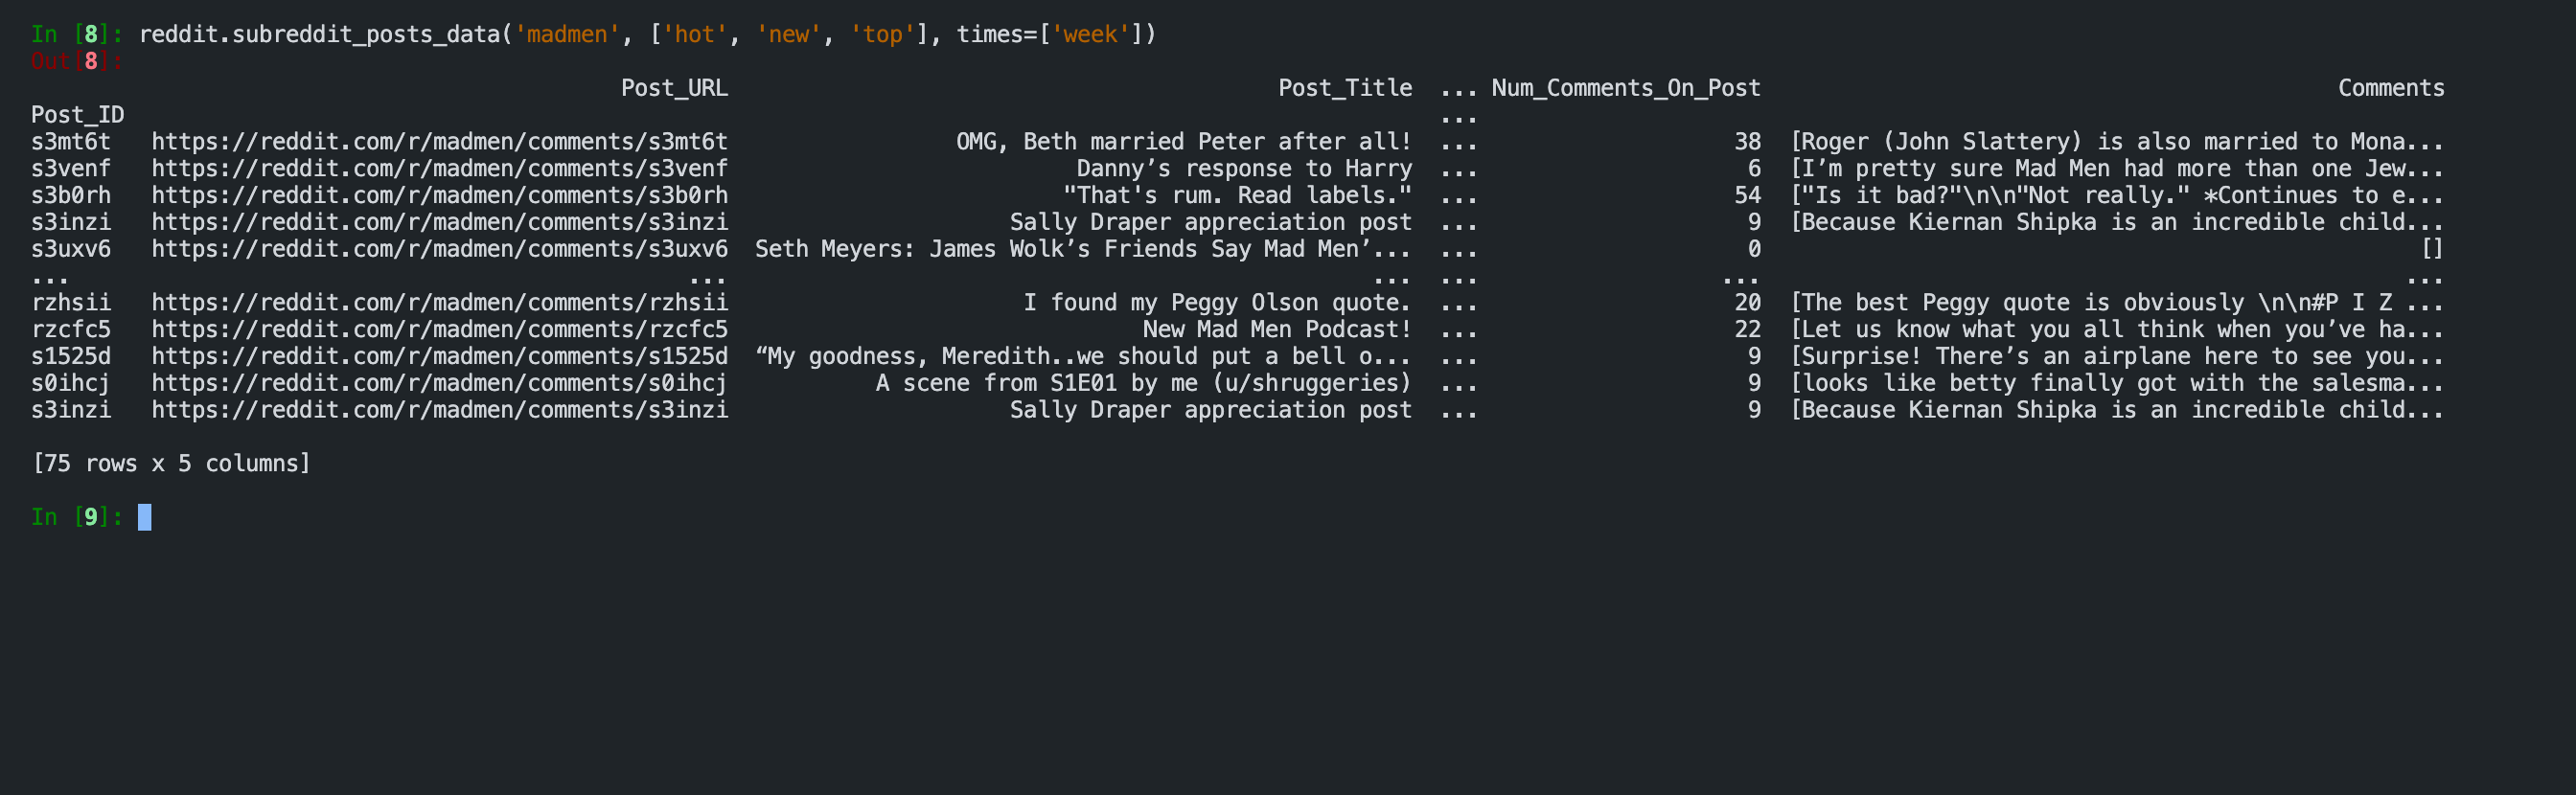 In [8]: reddit.subreddit_posts_data('madmen', ['hot', 'new', 'top'], times=['week'])
Out[8]:
Post_URL Post_Title ... Num_Comments_On_Post Comments
Post_ID ...
s3mt6t https://reddit.com/r/madmen/comments/s3mt6t OMG, Beth married Peter after all! ... 38 [Roger (John Slattery) is also married to Mona...
s3venf https://reddit.com/r/madmen/comments/s3venf Danny’s response to Harry ... 6 [I’m pretty sure Mad Men had more than one Jew...
s3b0rh https://reddit.com/r/madmen/comments/s3b0rh "That's rum. Read labels." ... 54 ["Is it bad?"\n\n"Not really." *Continues to e...
s3inzi https://reddit.com/r/madmen/comments/s3inzi Sally Draper appreciation post ... 9 [Because Kiernan Shipka is an incredible child...
s3uxv6 https://reddit.com/r/madmen/comments/s3uxv6 Seth Meyers: James Wolk’s Friends Say Mad Men’... ... 0 []
... ... ... ... ... ...
rzhsii https://reddit.com/r/madmen/comments/rzhsii I found my Peggy Olson quote. ... 20 [The best Peggy quote is obviously \n\n#P I Z ...
rzcfc5 https://reddit.com/r/madmen/comments/rzcfc5 New Mad Men Podcast! ... 22 [Let us know what you all think when you’ve ha...
s1525d https://reddit.com/r/madmen/comments/s1525d “My goodness, Meredith..we should put a bell o... ... 9 [Surprise! There’s an airplane here to see you...
s0ihcj https://reddit.com/r/madmen/comments/s0ihcj A scene from S1E01 by me (u/shruggeries) ... 9 [looks like betty finally got with the salesma...
s3inzi https://reddit.com/r/madmen/comments/s3inzi Sally Draper appreciation post ... 9 [Because Kiernan Shipka is an incredible child...
[75 rows x 5 columns]
In [9]: